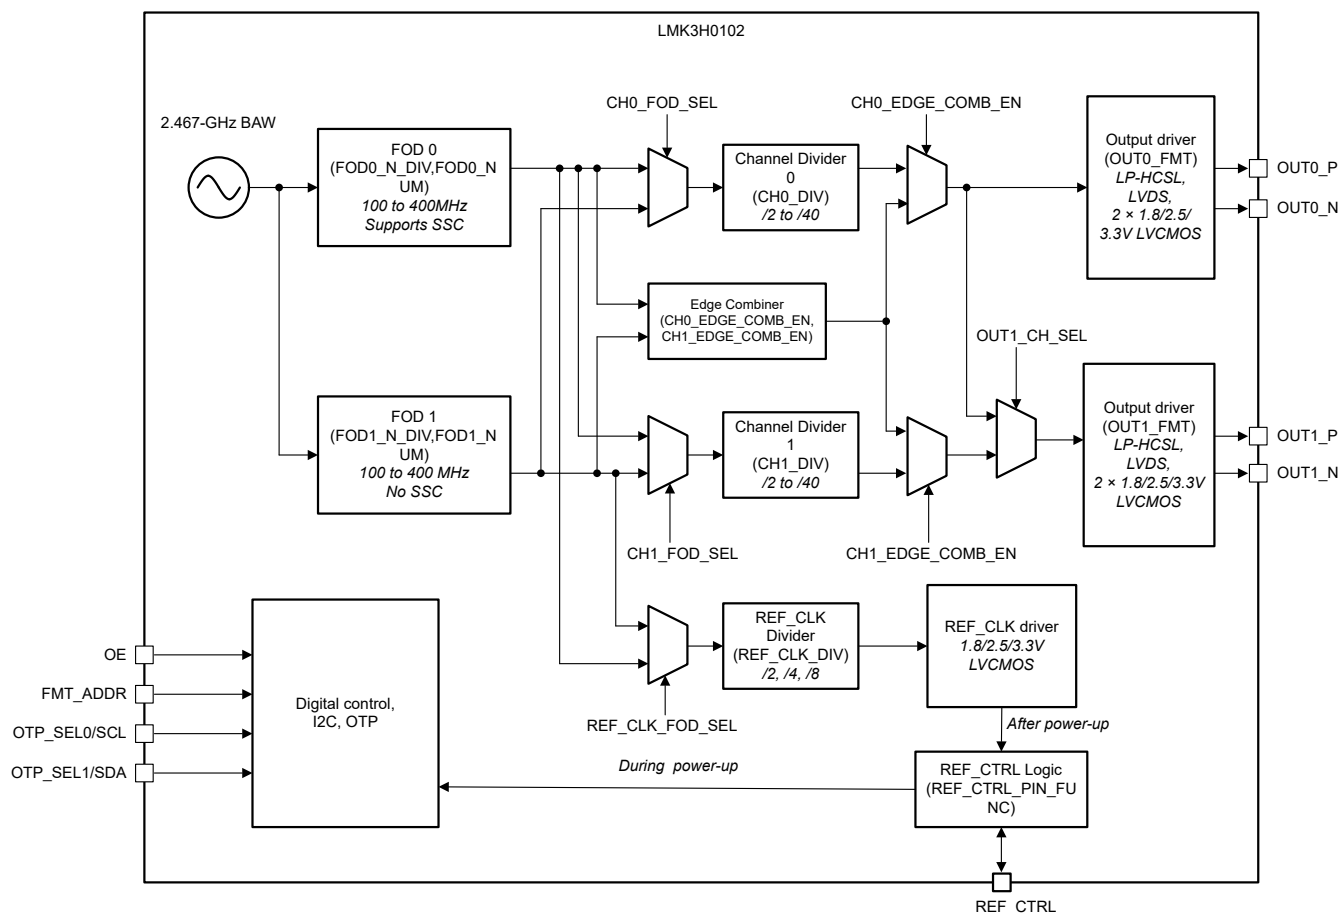 LMK3H0102
2.467-GHz BAW
FOD 0
(FOD0_N_DIV,FOD0_N
UM)
100 to 400MHz
Supports SSC
CH0_FOD_SEL
Channel Divider
0
(CH0_DIV)
/2 to /40
CH0_EDGE_COMB_EN
Output driver
(OUT0_FMT)
LP-HCSL,
LVDS,
2 × 1.8/2.5/
3.3V LVCMOS
OUT0_P
OUT0_N
Edge Combiner
(CH0_EDGE_COMB_EN,
CH1_EDGE_COMB_EN)
OUT1_CH_SEL
FOD 1
(FOD1_N_DIV,FOD1_N
UM)
100 to 400 MHz
No SSC
Channel Divider
1
(CH1_DIV)
/2 to /40
Output driver
(OUT1_FMT)
LP-HCSL,
LVDS,
2 × 1.8/2.5/3.3V
LVCMOS
OUT1_P
OUT1_N
CH1_FOD_SEL
CH1_EDGE_COMB_EN
REF_CLK
Divider
(REF_CLK_DIV)
/2, /4, /8
REF_CLK driver
1.8/2.5/3.3V
LVCMOS
REF_CLK_FOD_SEL
OE
FMT_ADDR
OTP_SEL0/SCL
OTP_SEL1/SDA
Digital control,
I2C, OTP
After power-up
During power-up
REF_CTRL Logic
(REF_CTRL_PIN_FU
NC)
REF_CTRL